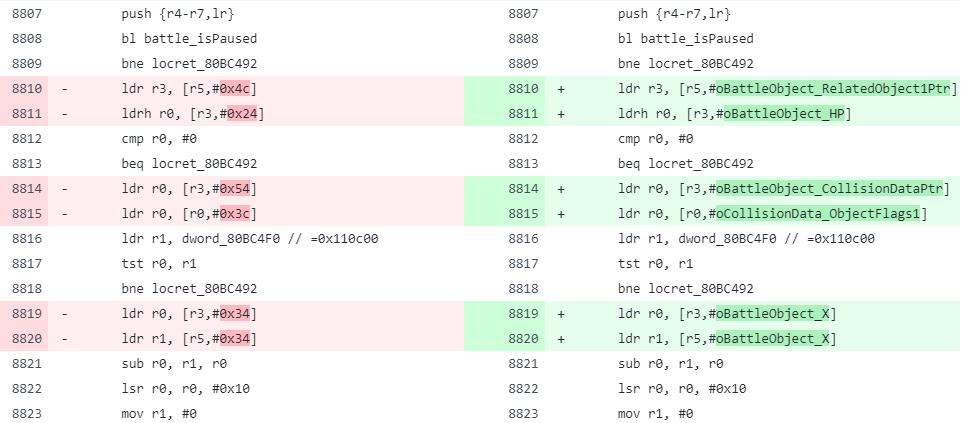 8807 push {r4-r7,lr} 8807 push {r4-r7,lr}
8808 bl battle_isPaused 8808 bl battle_isPaused
8809 bne locret_80BC492 8809 bne locret_80BC492
8810 - ldr r3, [r5,#0x4c] 8810 + ldr r3, [r5,#oBattleObject_RelatedObject1Ptr]
8811 - ldrh r0, [r3,#0x24] 8811 + ldrh r0, [r3,#oBattleObject_HP]
8812 cmp r0, #0 8812 cmp r0, #0
8813 beq locret_80BC492 8813 beq locret_80BC492
8814 - ldr r0, [r3,#0x54] 8814 + ldr r0, [r3,#oBattleObject_CollisionDataPtr]
8815 - ldr r0, [r0,#0x3c] 8815 + ldr r0, [r0,#oCollisionData_ObjectFlags1]
8816 ldr r1, dword_80BC4F0 // =0x110c00 8816 ldr r1, dword_80BC4F0 // =0x110c00
8817 tst r0, r1 8817 tst r0, r1
8818 bne locret_80BC492 8818 bne locret_80BC492
8819 - ldr r0, [r3,#0x34] 8819 + ldr r0, [r3,#oBattleObject_X]
8820 - ldr r1, [r5,#0x34] 8820 + ldr r1, [r5,#oBattleObject_X]
8821 sub r0, r1, r0 8821 sub r0, r1, r0
8822 lsr r0, r0, #0x10 8822 lsr r0, r0, #0x10
8823 mov r1, #0 8823 mov r1, #0